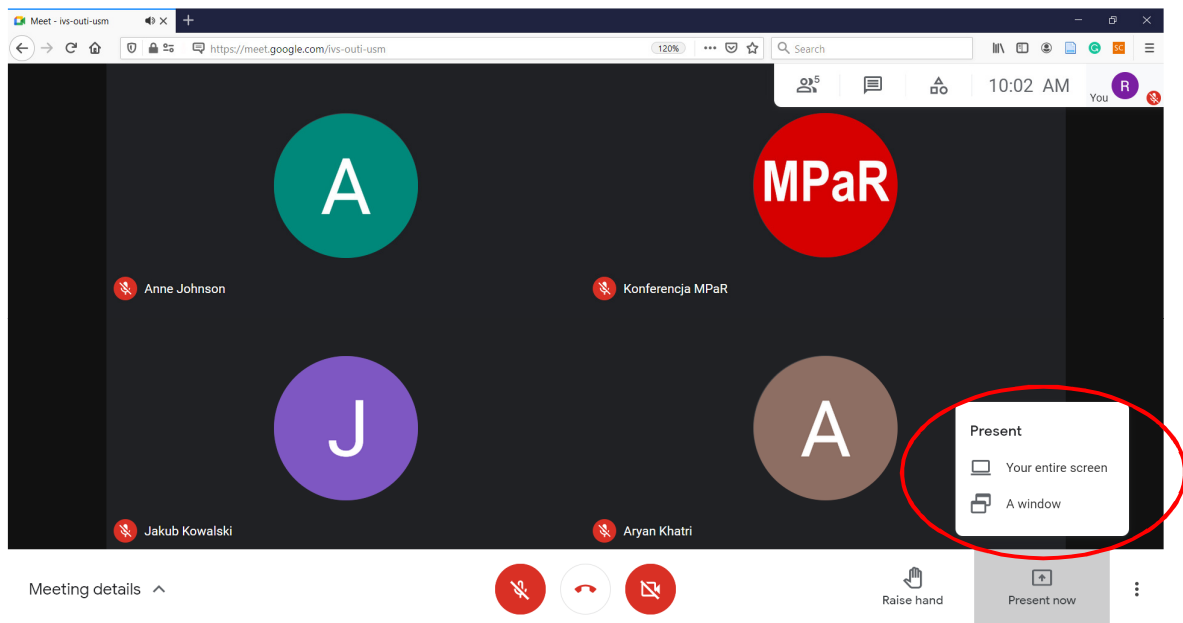 Meet - ivs-outi-usm
https://meet.google.com/ivs-outi-usm 120% Search SC
5 10:02 AM You R
A
MPaR
Anne Johnson
Konferencja MPaR
J
A
Jakub Kowalski
Aryan Khatri
Present
Your entire screen
A window
Meeting details
Raise hand
Present now